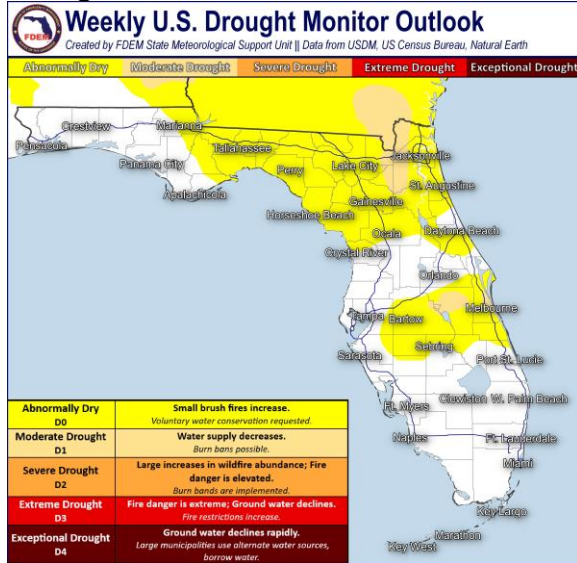 FDEM
Weekly U.S. Drought Monitor Outlook
Created by FDEM State Meteorological Support Unit || Data from USDM, US Census Bureau, Natural Earth
Abnormally Dry Moderate Drought Severe Drought Extreme Drought Exceptional Drought
Crestview
Marianna
Pensacola
Tallahassee
Jacksonville
Panama City
Perry
Lake City
St. Augustine
Apalachicola
Gainesville
Horseshoe Beach
Ocala
Daytona Beach
Crystal River
Orlando
Melbourne
Tampa
Bartow
Sebring
Sarasota
Port St. Lucie
Clewiston
W. Palm Beach
Ft. Myers
Naples
Ft. Lauderdale
Miami
Key Largo
Marathon
Key West
Abnormally Dry
D0
Small brush fires increase.
Voluntary water conservation requested.
Moderate Drought
D1
Water supply decreases.
Burn bans possible.
Severe Drought
D2
Large increases in wildfire abundance; Fire
danger is elevated.
Burn bands are implemented.
Extreme Drought
D3
Fire danger is extreme; Ground water declines.
Fire restrictions increase.
Exceptional Drought
D4
Ground water declines rapidly.
Large municipalities use alternate water sources,
borrow water.